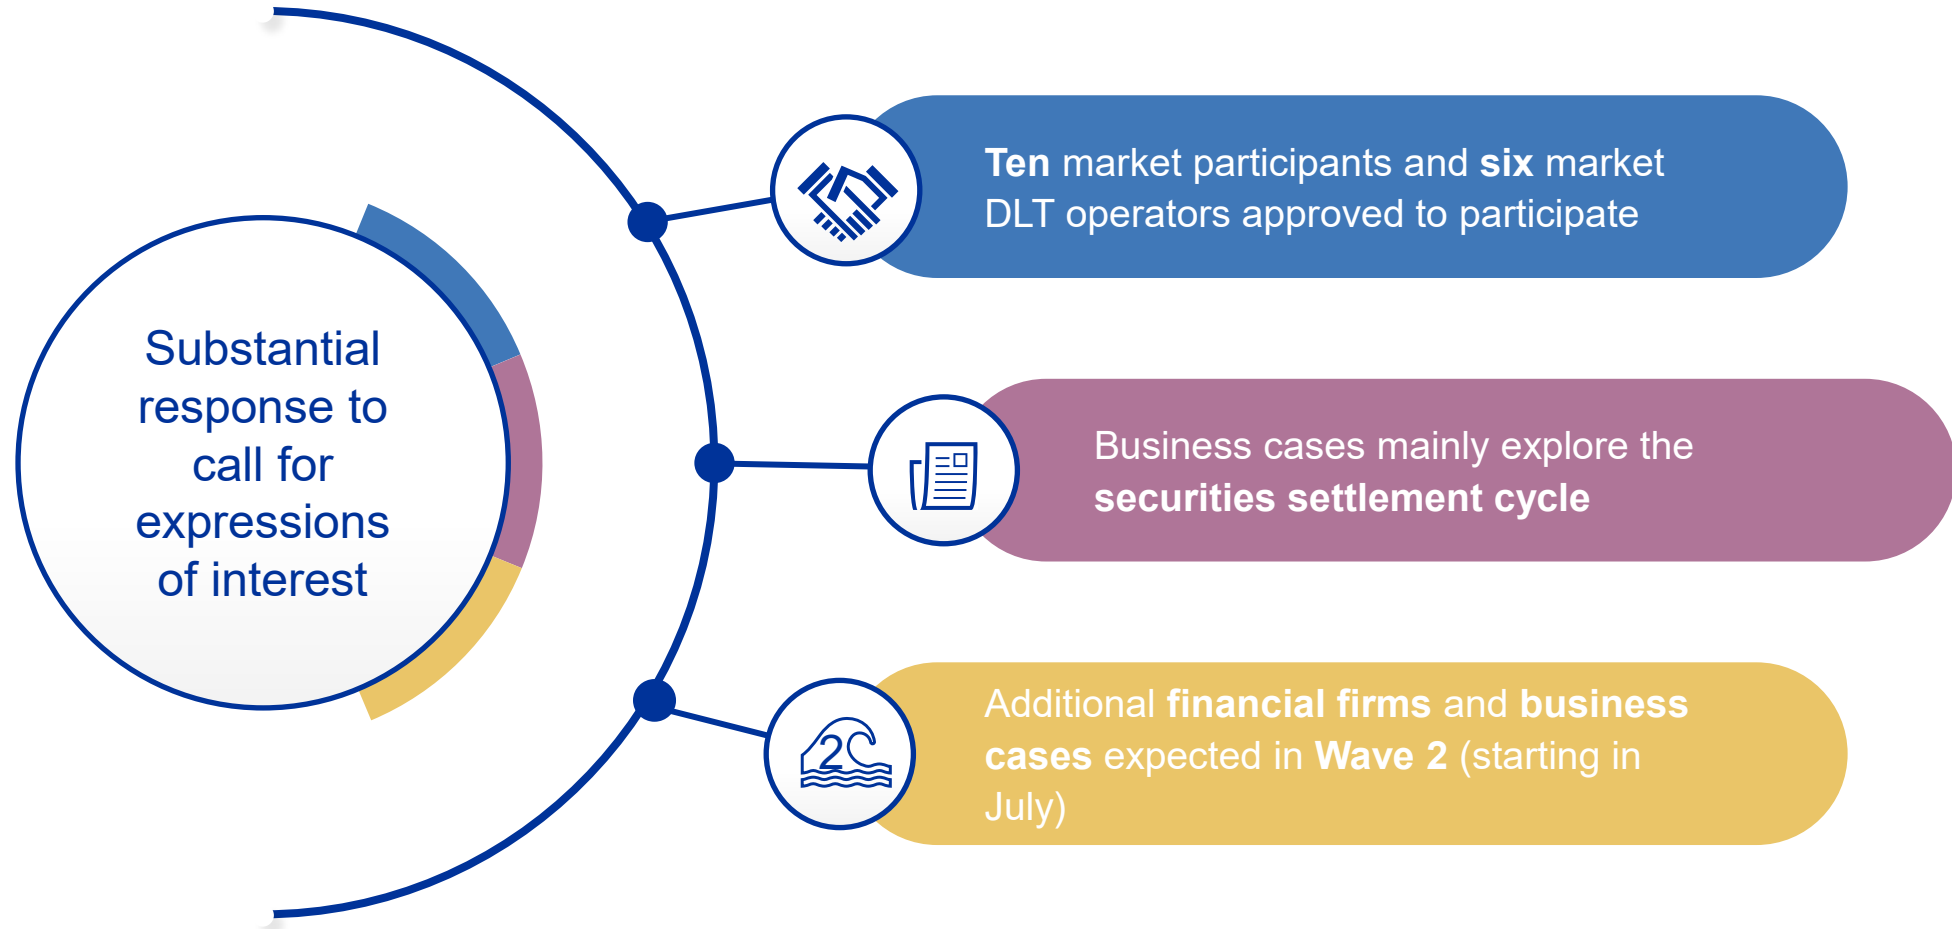 Substantial
response to
call for
expressions
of interest
Ten market participants and six market
DLT operators approved to participate
Business cases mainly explore the
securities settlement cycle
2
Additional financial firms and business
cases expected in Wave 2 (starting in
July)